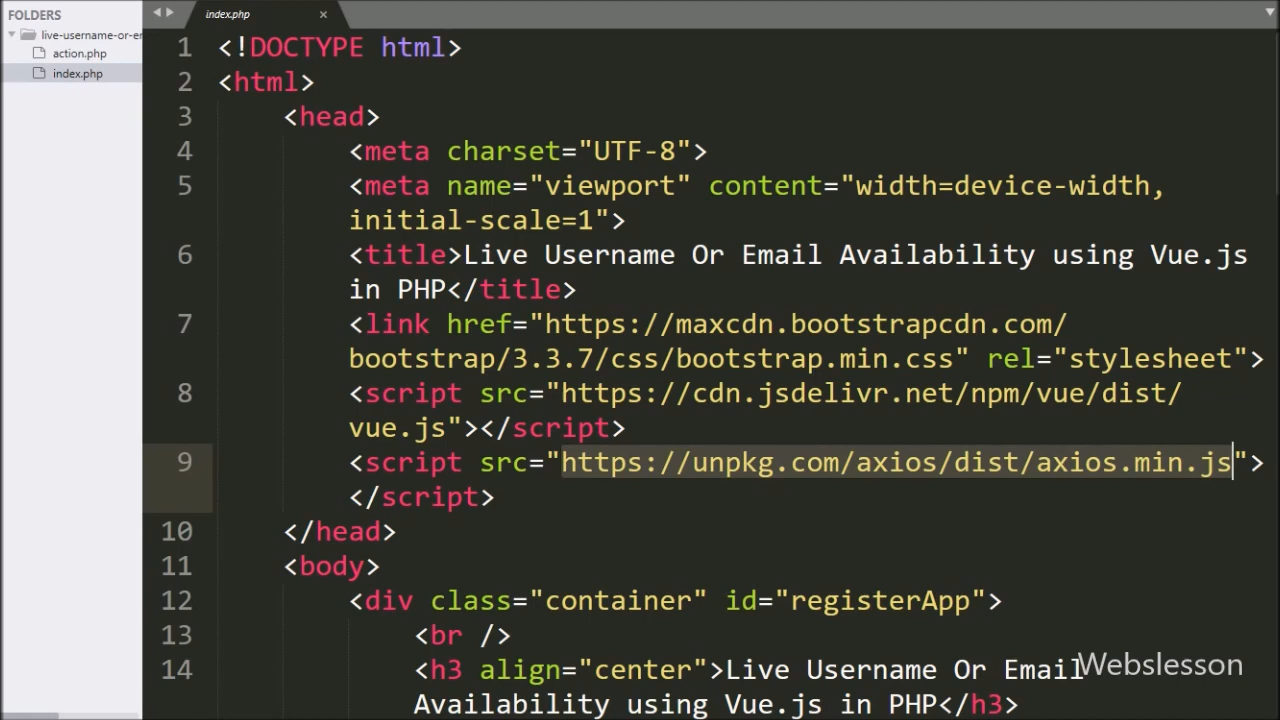 FOLDERS
live-username-or-e
action.php
index.php
index.php
1 <!DOCTYPE html>
2 <html>
3 <head>
4 <meta charset="UTF-8">
5 <meta name="viewport" content="width=device-width,
initial-scale=1">
6 <title>Live Username Or Email Availability using Vue.js
in PHP</title>
7 <link href="https://maxcdn.bootstrapcdn.com/
bootstrap/3.3.7/css/bootstrap.min.css" rel="stylesheet">
8 <script src="https://cdn.jsdelivr.net/npm/vue/dist/
vue.js"></script>
9 <script src="https://unpkg.com/axios/dist/axios.min.js">
</script>
10 </head>
11 <body>
12 <div class="container" id="registerApp">
13 <br />
14 <h3 align="center">Live Username Or Email
Availability using Vue.js in PHP</h3>
Webslesson